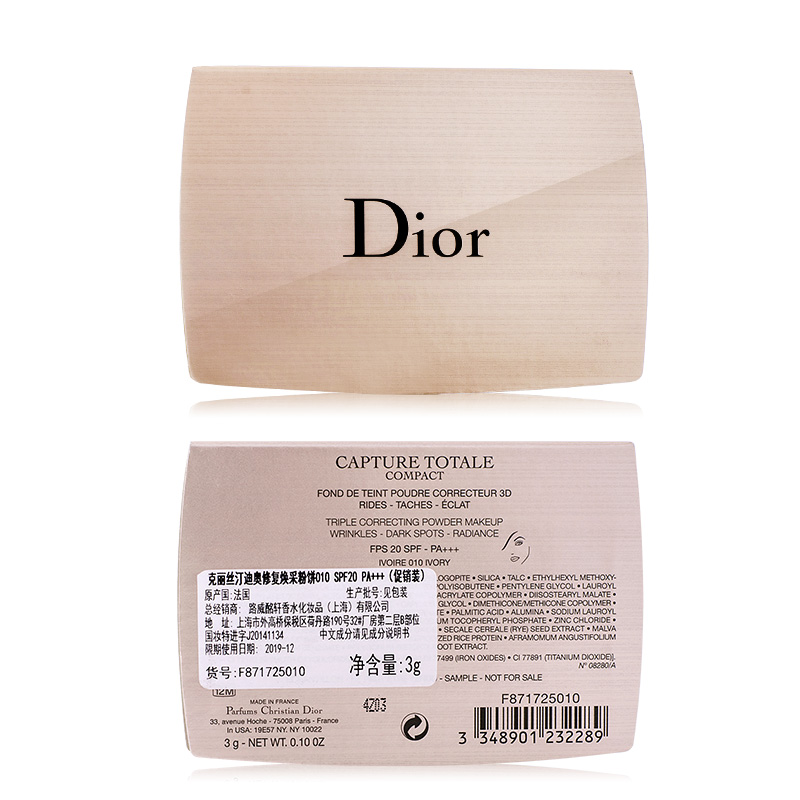 Dior
CAPTURE TOTALE
COMPACT
FOND DE TEINT POUDRE CORRECTEUR 3D
RIDES - TACHES - ÉCLAT
TRIPLE CORRECTING POWDER MAKEUP
WRINKLES - DARK SPOTS - RADIANCE
FPS 20 SPF - PA+++
IVOIRE 010 IVORY
克丽丝汀迪奥修复焕采粉饼010 SPF20 PA+++（促销装）
原产国：法国 生产批号：见包装
总经销商： 路威酩轩香水化妆品（上海）有限公司
地址：上海市外高桥保税区荷丹路190号32#厂房第二层B部位
国妆特进字J20141134 中文成分请见成分说明书
限期使用日期： 2019-12
货号：F871725010 净含量：3g
LOGOPITE • SILICA • TALC • ETHYLHEXYL METHOXY-
POLYISOBUTENE • PENTYLENE GLYCOL • LAUROYL
ACRYLATE COPOLYMER • DIISOSTEARYL MALATE •
GLYCOL • DIMETHICONE/METHICONE COPOLYMER •
TE • PALMITIC ACID • ALUMINA • SODIUM LAUROYL
UM TOCOPHERYL PHOSPHATE • ZINC CHLORIDE •
• SECALE CEREALE (RYE) SEED EXTRACT • MALVA
ZED RICE PROTEIN • AFRAMOMUM ANGUSTIFOLIUM
OOT EXTRACT.
77499 (IRON OXIDES) • CI 77891 (TITANIUM DIOXIDE)].
N° 08280/A
- SAMPLE - NOT FOR SALE
12M
MADE IN FRANCE
Parfums Christian Dior
33, avenue Hoche - 75008 Paris - France
In USA: 19E57 NY. NY 10022
3 g - NET WT. 0.10 OZ
4Z03
F871725010
3 348901 232289